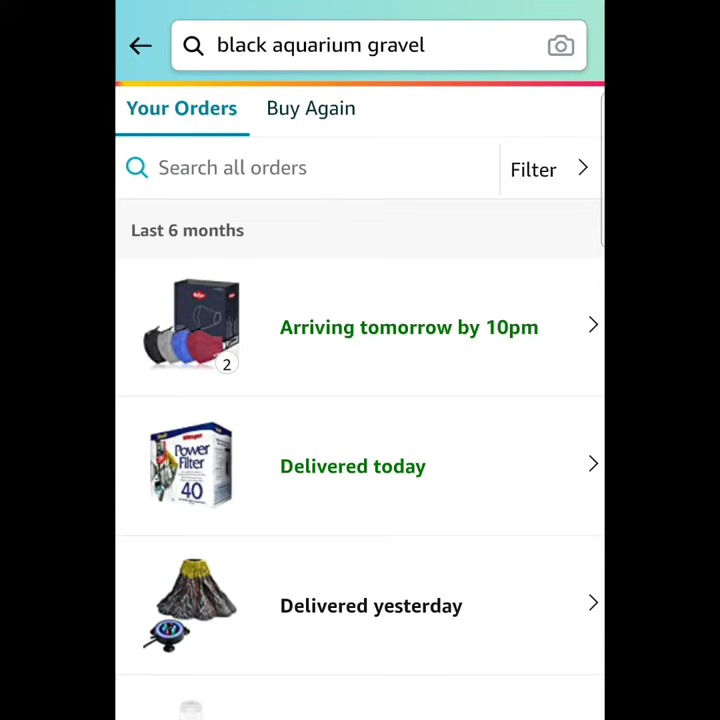 black aquarium gravel
Your Orders Buy Again
Search all orders Filter
Last 6 months
Arriving tomorrow by 10pm
2
Delivered today
Power
Filter
40
Delivered yesterday